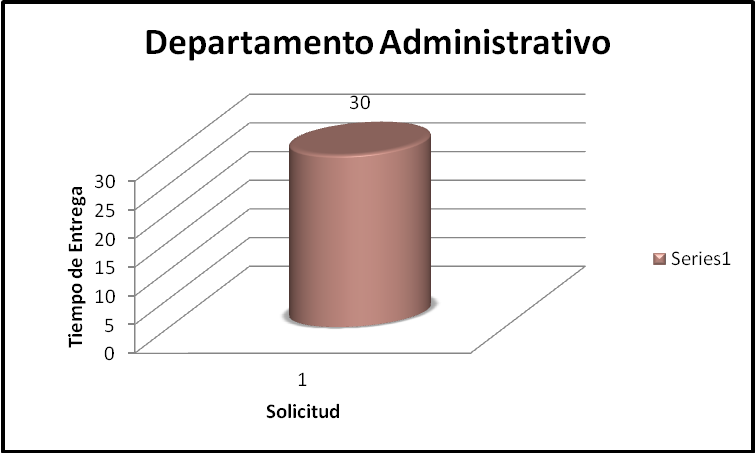 Departamento Administrativo
30
Tiempo de Entrega
30
25
20
15
10
5
0
Series1
1
Solicitud